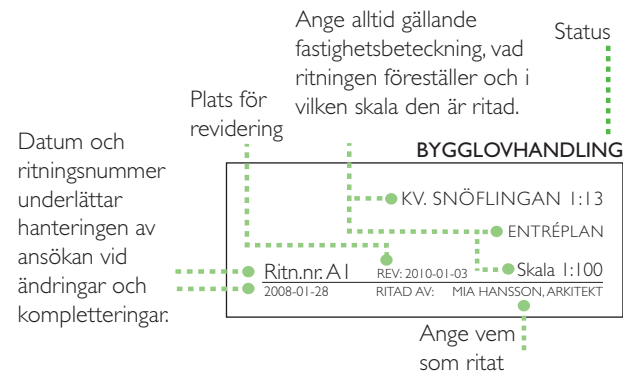 Ange alltid gällande
fastighetsbeteckning, vad
ritningen föreställer och i
vilken skala den är ritad.
Status
Plats för
revidering
Datum och
ritningsnummer
underlättar
hanteringen av
ansökan vid
ändringar och
kompletteringar.
BYGGLOVHANDLING
KV. SNÖFLINGAN 1:13
ENTRÉPLAN
Ritn.nr. A1 REV: 2010-01-03 Skala 1:100
2008-01-28 RITAD AV: MIA HANSSON, ARKITEKT
Ange vem
som ritat